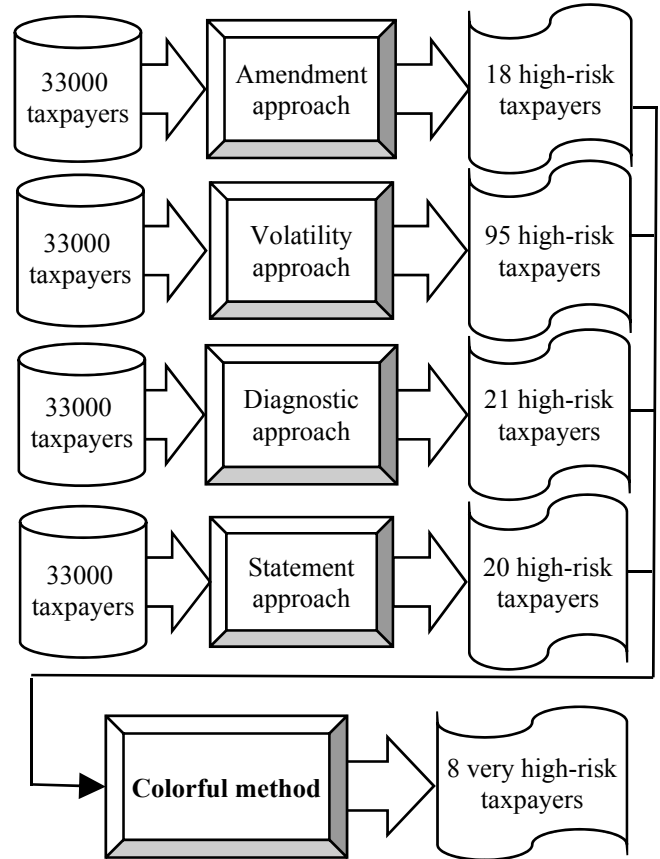 33000
taxpayers
Amendment
approach
18 high-risk
taxpayers
33000
taxpayers
Volatility
approach
95 high-risk
taxpayers
33000
taxpayers
Diagnostic
approach
21 high-risk
taxpayers
33000
taxpayers
Statement
approach
20 high-risk
taxpayers
Colorful method
8 very high-risk
taxpayers